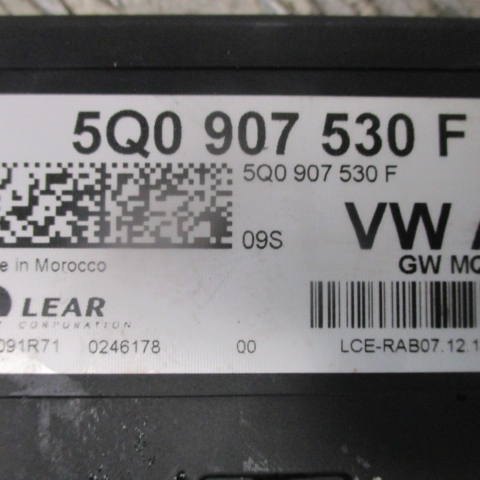 5Q0 907 530 F
5Q0 907 530 F
09S
VW A
e in Morocco
GW MQ
LEAR
CORPORATION
091R71 0246178 00 LCE-RAB07.12.1